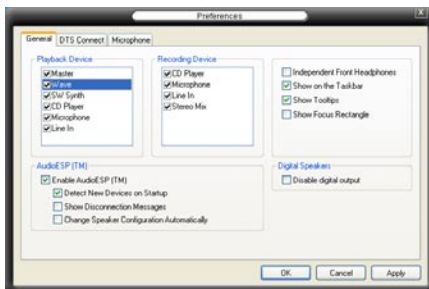 Preferences
X
General DTS Connect Microphone
Playback Device
Master
Wave
SW Synth
CD Player
Microphone
Line In
Recording Device
CD Player
Microphone
Line In
Stereo Mix
Independent Front Headphones
Show on the Taskbar
Show Tooltips
Show Focus Rectangle
AudioESP (TM)
Enable AudioESP (TM)
Detect New Devices on Startup
Show Disconnection Messages
Change Speaker Configuration Automatically
Digital Speakers
Disable digital output
OK Cancel Apply